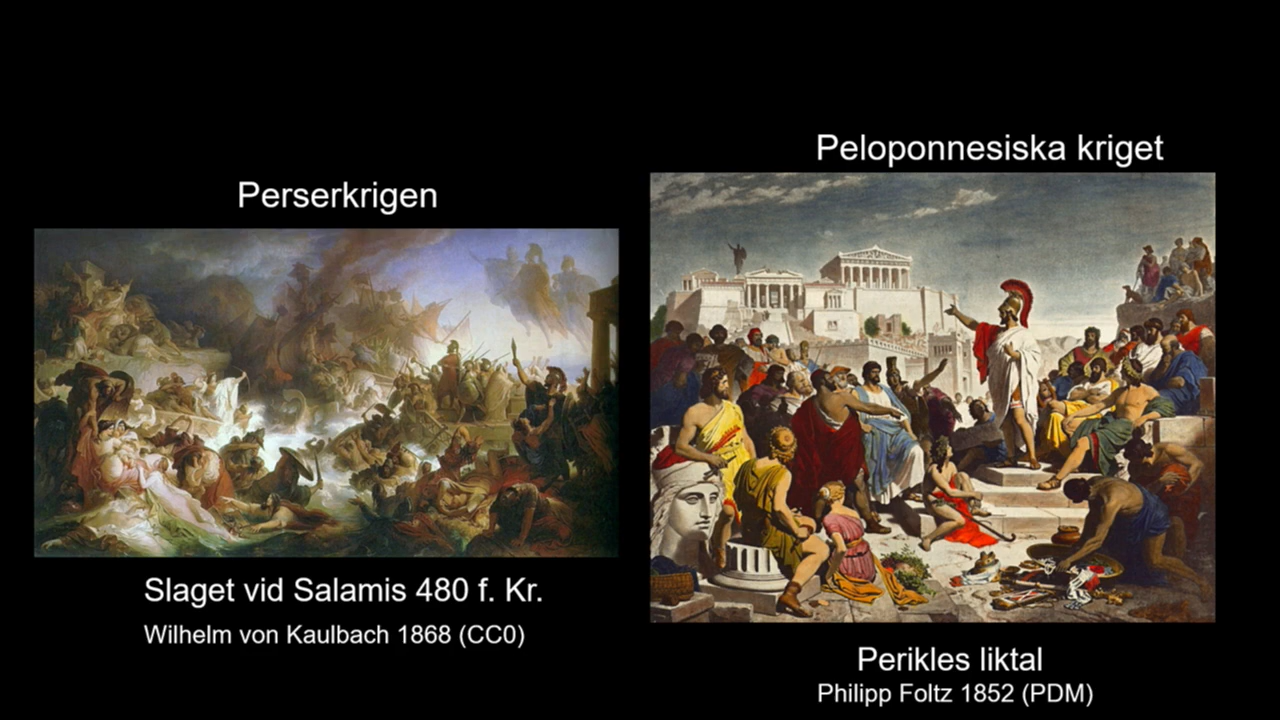 Perserkrigen
Slaget vid Salamis 480 f. Kr.
Wilhelm von Kaulbach 1868 (CC0)
Peloponnesiska kriget
Perikles liktal
Philipp Foltz 1852 (PDM)